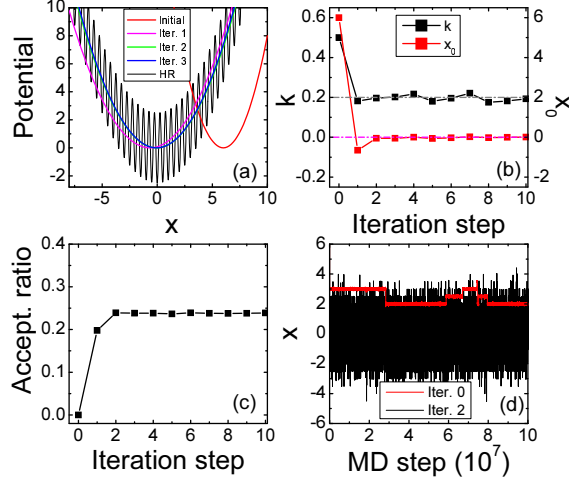 10
8
6
4
2
0
-2
Potential
Initial
Iter. 1
Iter. 2
Iter. 3
HR
(a)
-5 0 5 10
x
0.6
0.4
0.2
0.0
0.2
k
k
x0
6
4
2
0
2
x0
(b)
0 2 4 6 8 10
Iteration step
0.4
0.3
0.2
0.1
0.0
Accept. ratio
(c)
0 2 4 6 8 10
Iteration step
6
4
2
0
-2
-4
-6
x
Iter. 0
Iter. 2
(d)
0 2 4 6 8 10
MD step (10^7)